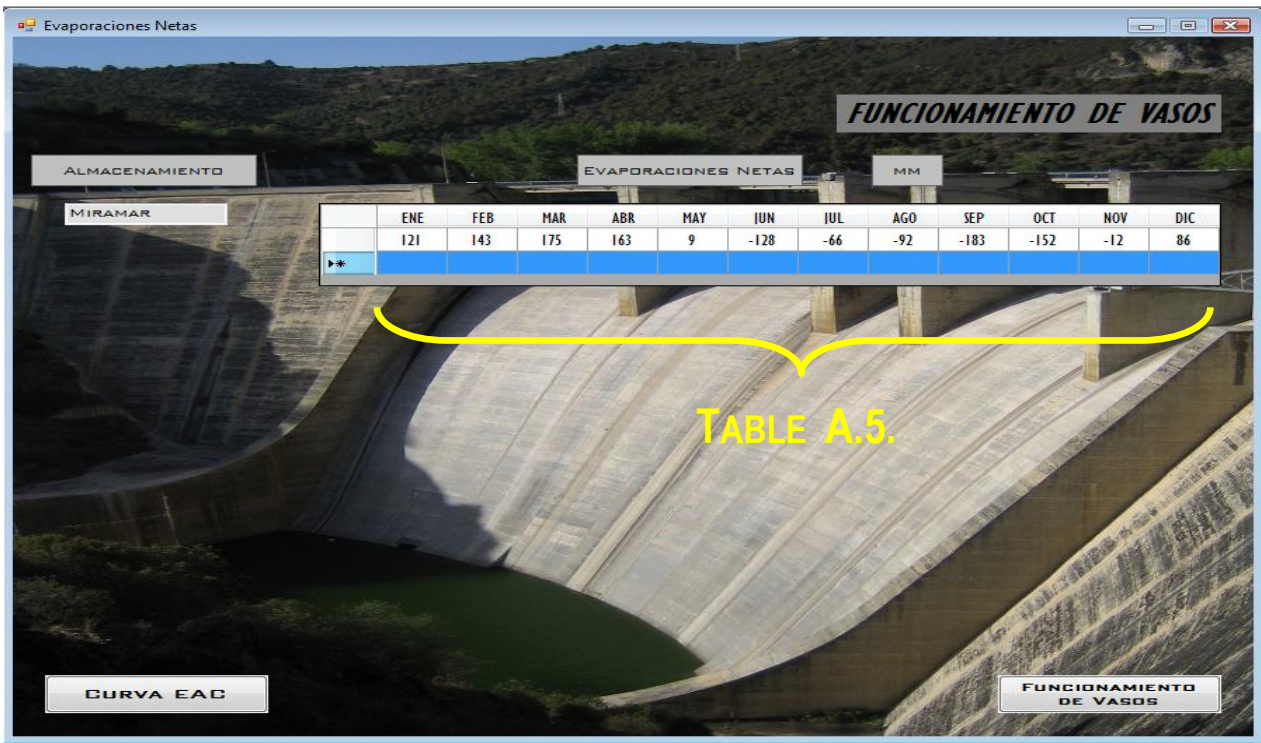 Evaporaciones Netas
FUNCIONAMIENTO DE VASOS
ALMACENAMIENTO EVAPORACIONES NETAS MM
MIRAMAR
ENE FEB MAR ABR MAY JUN JUL AGO SEP OCT NOV DIC
121 143 175 163 9 -128 -66 -92 -183 -152 -12 86
TABLE A.5.
CURVA EAC
FUNCIONAMIENTO
DE VASOS